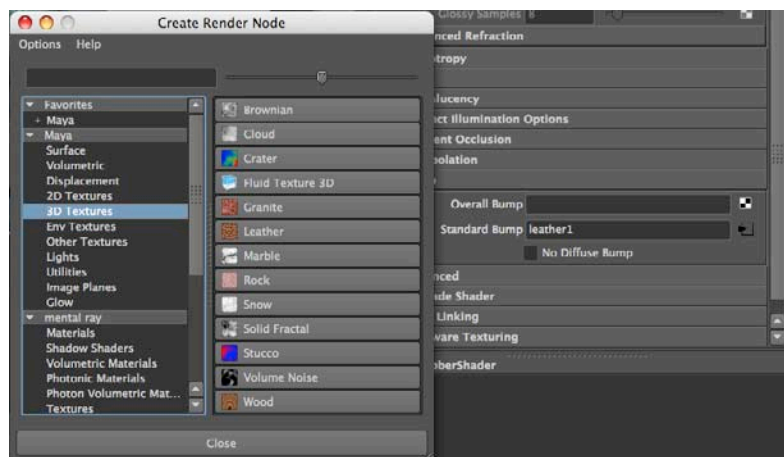 Create Render Node
Options Help
Favorites
Maya
Maya
Surface
Volumetric
Displacement
2D Textures
3D Textures
Env Textures
Other Textures
Lights
Utilities
Image Planes
Glow
mental ray
Materials
Shadow Shaders
Volumetric Materials
Photonic Materials
Photon Volumetric Mat...
Textures
Brownian
Cloud
Crater
Fluid Texture 3D
Granite
Leather
Marble
Rock
Snow
Solid Fractal
Stucco
Volume Noise
Wood
Close
Glossy Samples 8
nced Refraction
tropy
lucency
ct Illumination Options
ent Occlusion
olation
Overall Bump
Standard Bump leather1
No Diffuse Bump
nced
de Shader
Linking
ware Texturing
bberShader